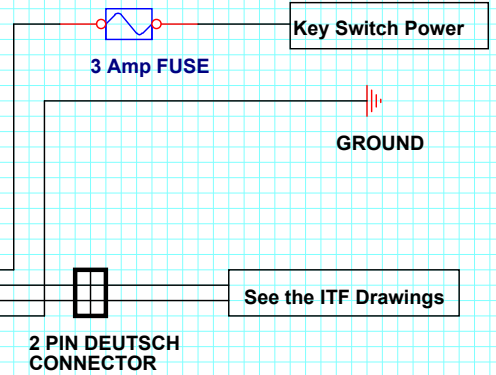 Key Switch Power
3 Amp FUSE
GROUND
See the ITF Drawings
2 PIN DEUTSCH
CONNECTOR